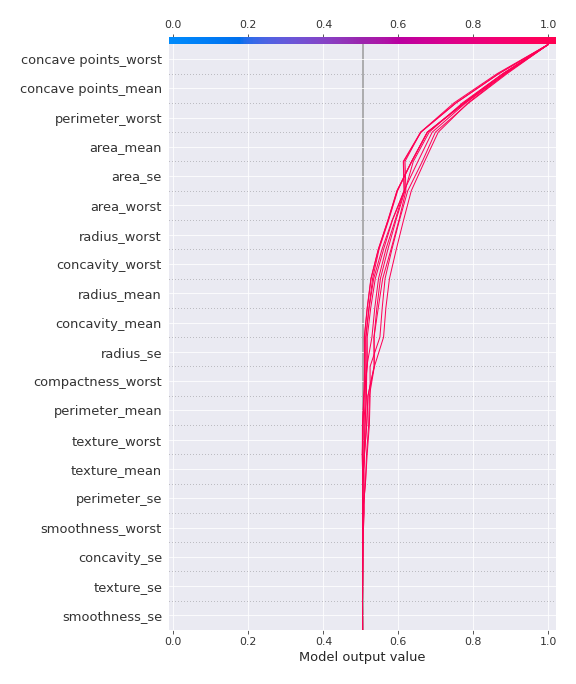 0.0 0.2 0.4 0.6 0.8 1.0
concave points_worst
concave points_mean
perimeter_worst
area_mean
area_se
area_worst
radius_worst
concavity_worst
radius_mean
concavity_mean
radius_se
compactness_worst
perimeter_mean
texture_worst
texture_mean
perimeter_se
smoothness_worst
concavity_se
texture_se
smoothness_se
0.0 0.2 0.4 0.6 0.8 1.0
Model output value